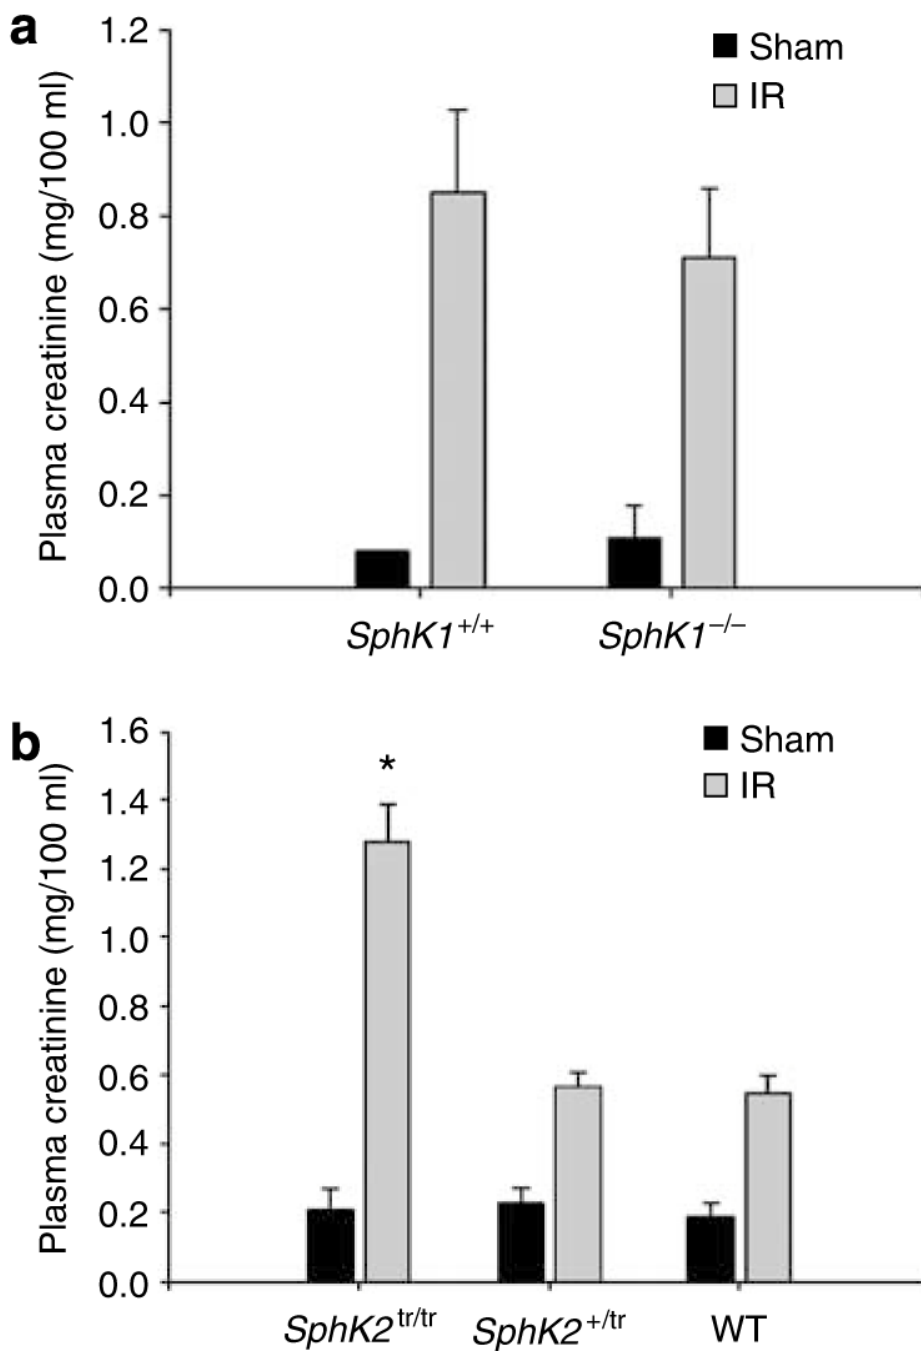 a
Plasma creatinine (mg/100 ml)
1.2
1.0
0.8
0.6
0.4
0.2
0.0
Sham
IR
SphK1+/+
SphK1–/–
b
Plasma creatinine (mg/100 ml)
1.6
1.4
1.2
1.0
0.8
0.6
0.4
0.2
0.0
*
Sham
IR
SphK2tr/tr
SphK2+/tr
WT